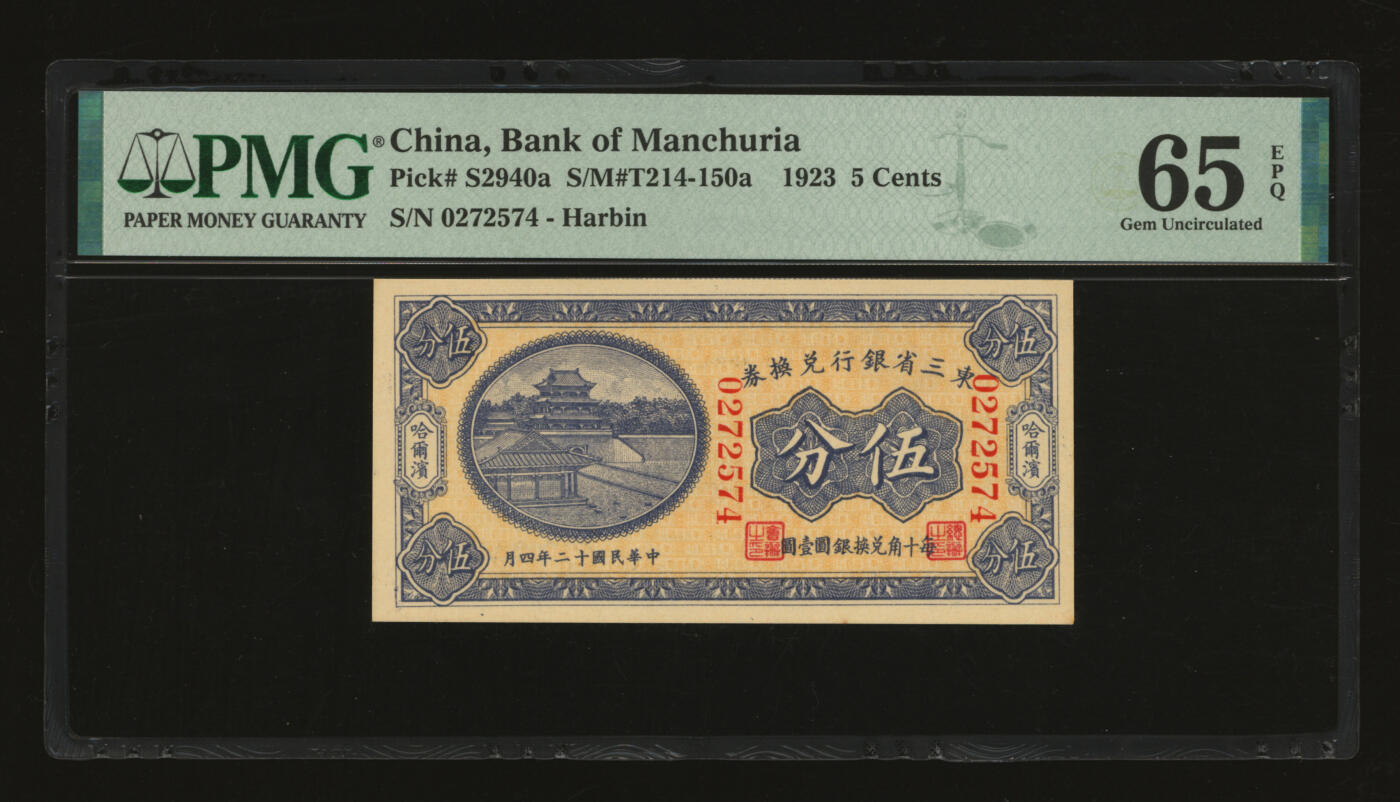 PMG®
PAPER MONEY GUARANTY
China, Bank of Manchuria
Pick# S2940a S/M#T214-150a 1923 5 Cents
S/N 0272574 - Harbin
65
EPQ
Gem Uncirculated
伍分
伍分
東三省銀行兌換券
0272574
0272574
哈爾濱
伍分
哈爾濱
每十角兌換銀圓壹圓
中華民國十二年四月
伍分
伍分